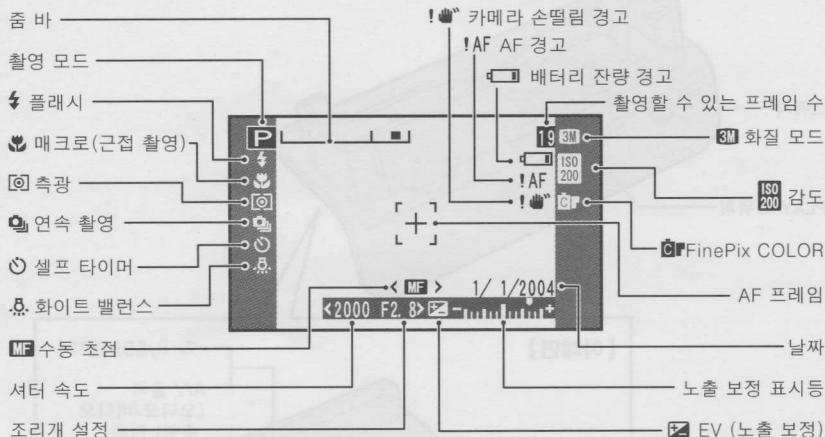 줌 바
촬영 모드
플래시
매크로(근접 촬영)
측광
연속 촬영
셀프 타이머
화이트 밸런스
MF 수동 초점
셔터 속도
조리개 설정
! 카메라 손떨림 경고
!AF AF 경고
배터리 잔량 경고
촬영할 수 있는 프레임 수
3M 화질 모드
ISO 200 감도
FinePix COLOR
AF 프레임
날짜
노출 보정 표시등
EV (노출 보정)
P
19 3M
ISO
200
!AF
!
< MF > 1/ 1/2004
<2000 F2. 8> - +